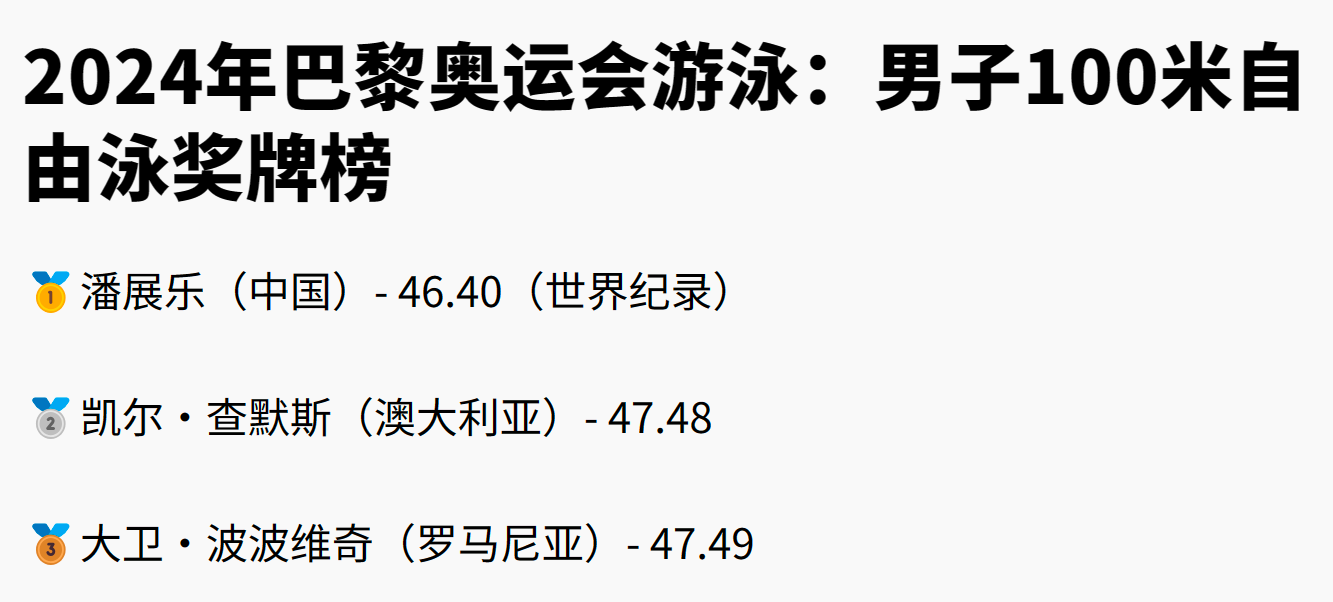 2024年巴黎奥运会游泳：男子100米自
由泳奖牌榜
🥇潘展乐（中国）- 46.40（世界纪录）
🥈凯尔・查默斯（澳大利亚）- 47.48
🥉大卫・波波维奇（罗马尼亚）- 47.49